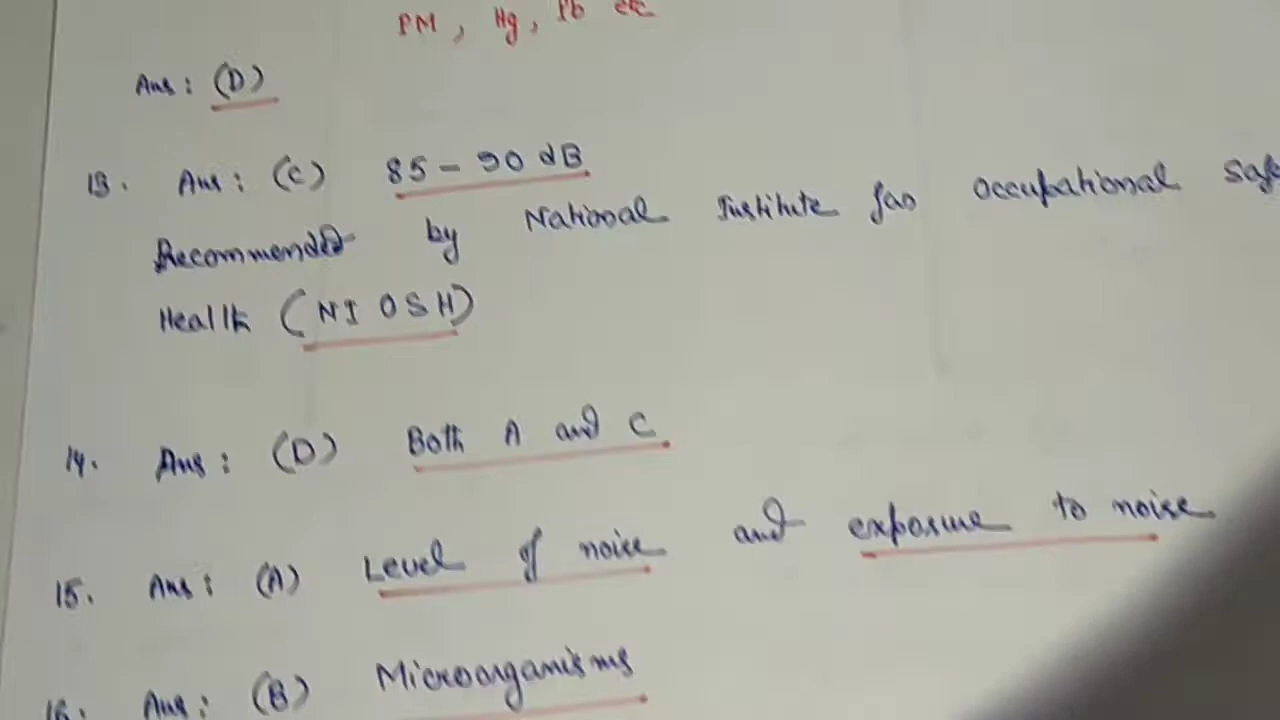 PM, Hg, Pb etc
Ans: (D)
13. Ans: (C) 85 - 90 dB
Recommended by National Institute for occupational safe
Health (NIOSH)
14. Ans: (D) Both A and C
15. Ans: (A) Level of noise and exposure to noise
16. Ans: (B) Microorganisms